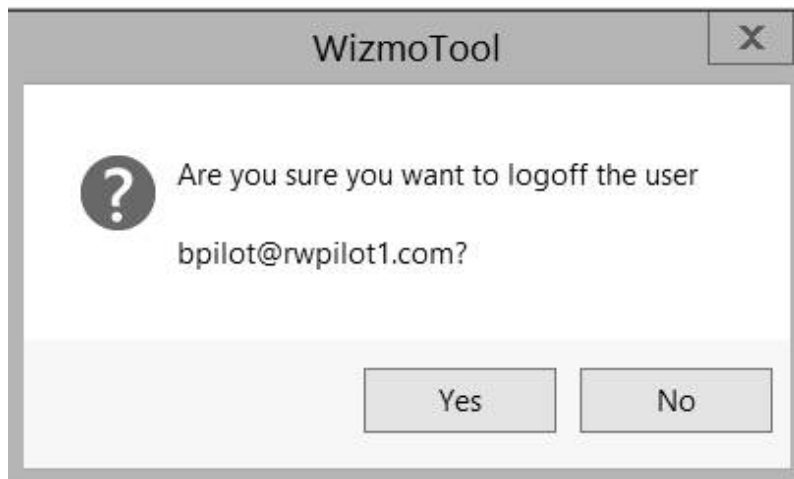 WizmoTool
X
Are you sure you want to logoff the user
bpilot@rwpilot1.com?
Yes
No